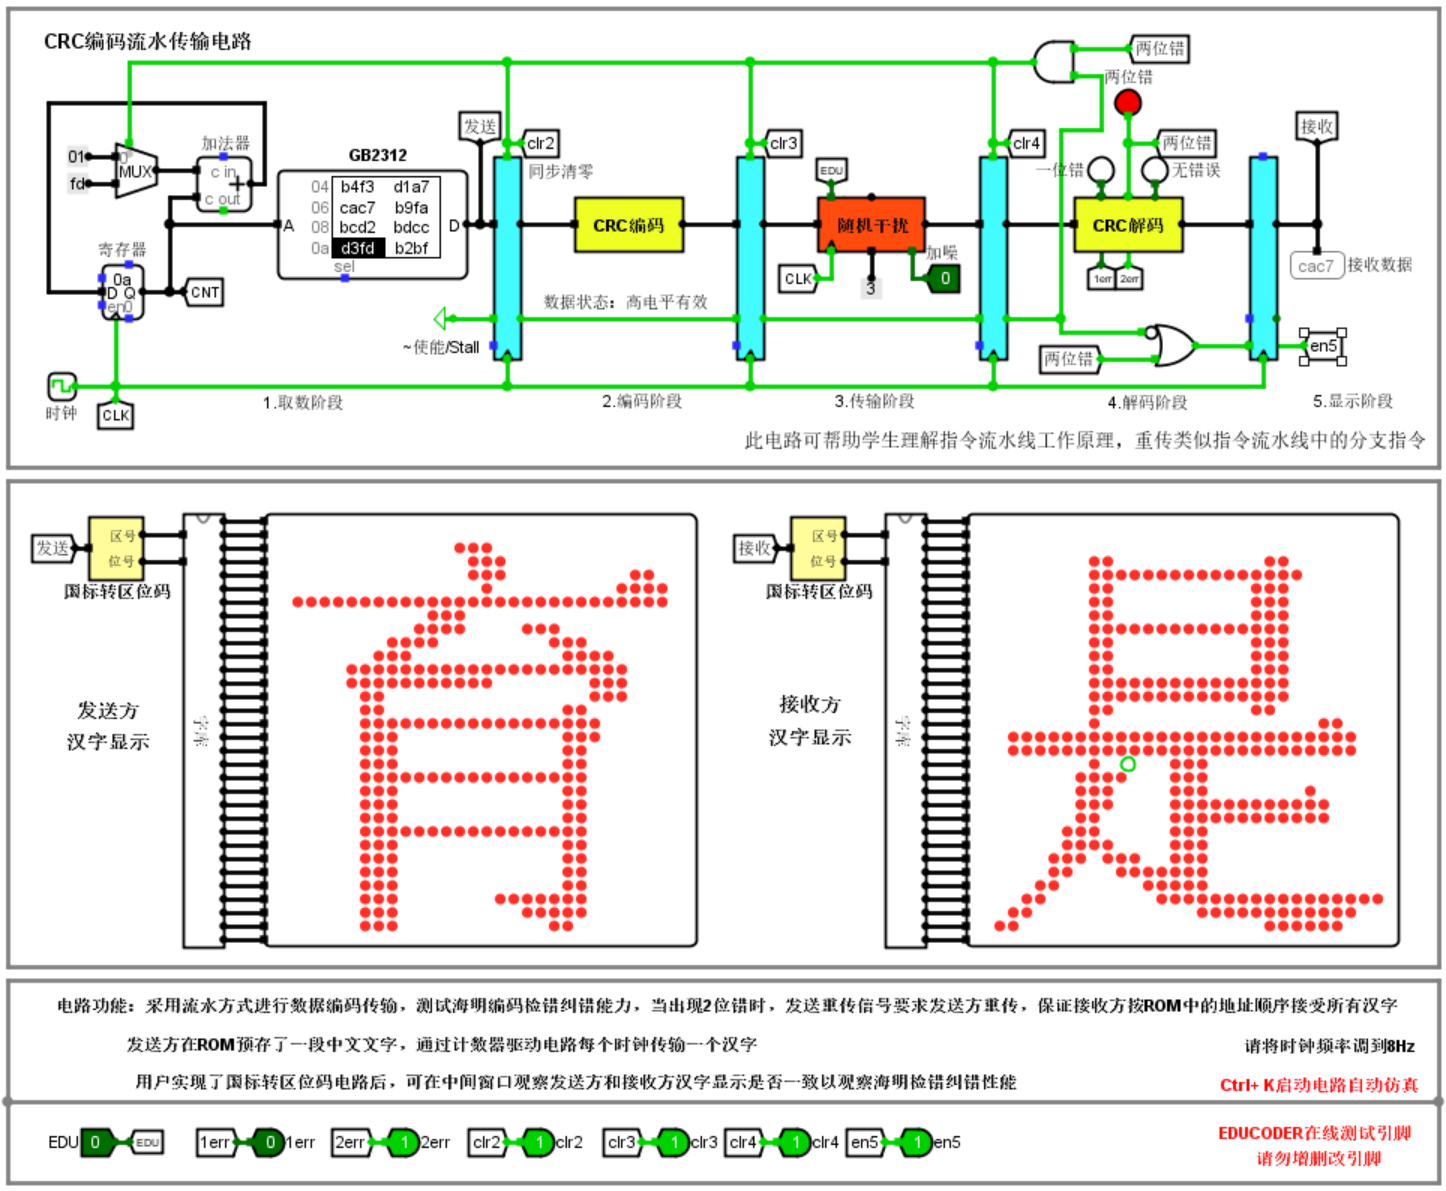 CRC编码流水传输电路
两位错
两位错
发送
接收
加法器
01
0
MUX
c in
+
c out
fd
GB2312
clr2
clr3
clr4
两位错
同步清零
EDU
一位错
无错误
04 b4f3 d1a7
06 cac7 b9fa
08 bcd2 bdcc
0a d3fd b2bf
A
D
sel
CRC编码
随机干扰
CRC解码
寄存器
0a
D Q
en0
CNT
加噪
CLK
3
0
1err
2err
cac7
接收数据
数据状态：高电平有效
~使能/Stall
两位错
en5
时钟
CLK
1.取数阶段
2.编码阶段
3.传输阶段
4.解码阶段
5.显示阶段
此电路可帮助学生理解指令流水线工作原理，重传类似指令流水线中的分支指令
发送
区号
位号
国标转区位码
发送方
汉字显示
字库
育
接收
区号
位号
国标转区位码
接收方
汉字显示
字库
是
电路功能：采用流水方式进行数据编码传输，测试海明编码检错纠错能力，当出现2位错时，发送重传信号要求发送方重传，保证接收方按ROM中的地址顺序接受所有汉字
发送方在ROM预存了一段中文文字，通过计数器驱动电路每个时钟传输一个汉字
请将时钟频率调到8Hz
用户实现了国标转区位码电路后，可在中间窗口观察发送方和接收方汉字显示是否一致以观察海明检错纠错性能
Ctrl+ K启动电路自动仿真
EDU 0 EDU
1err 0 1err
2err 1 2err
clr2 1 clr2
clr3 1 clr3
clr4 1 clr4
en5 1 en5
EDUCODER在线测试引脚
请勿增删改引脚